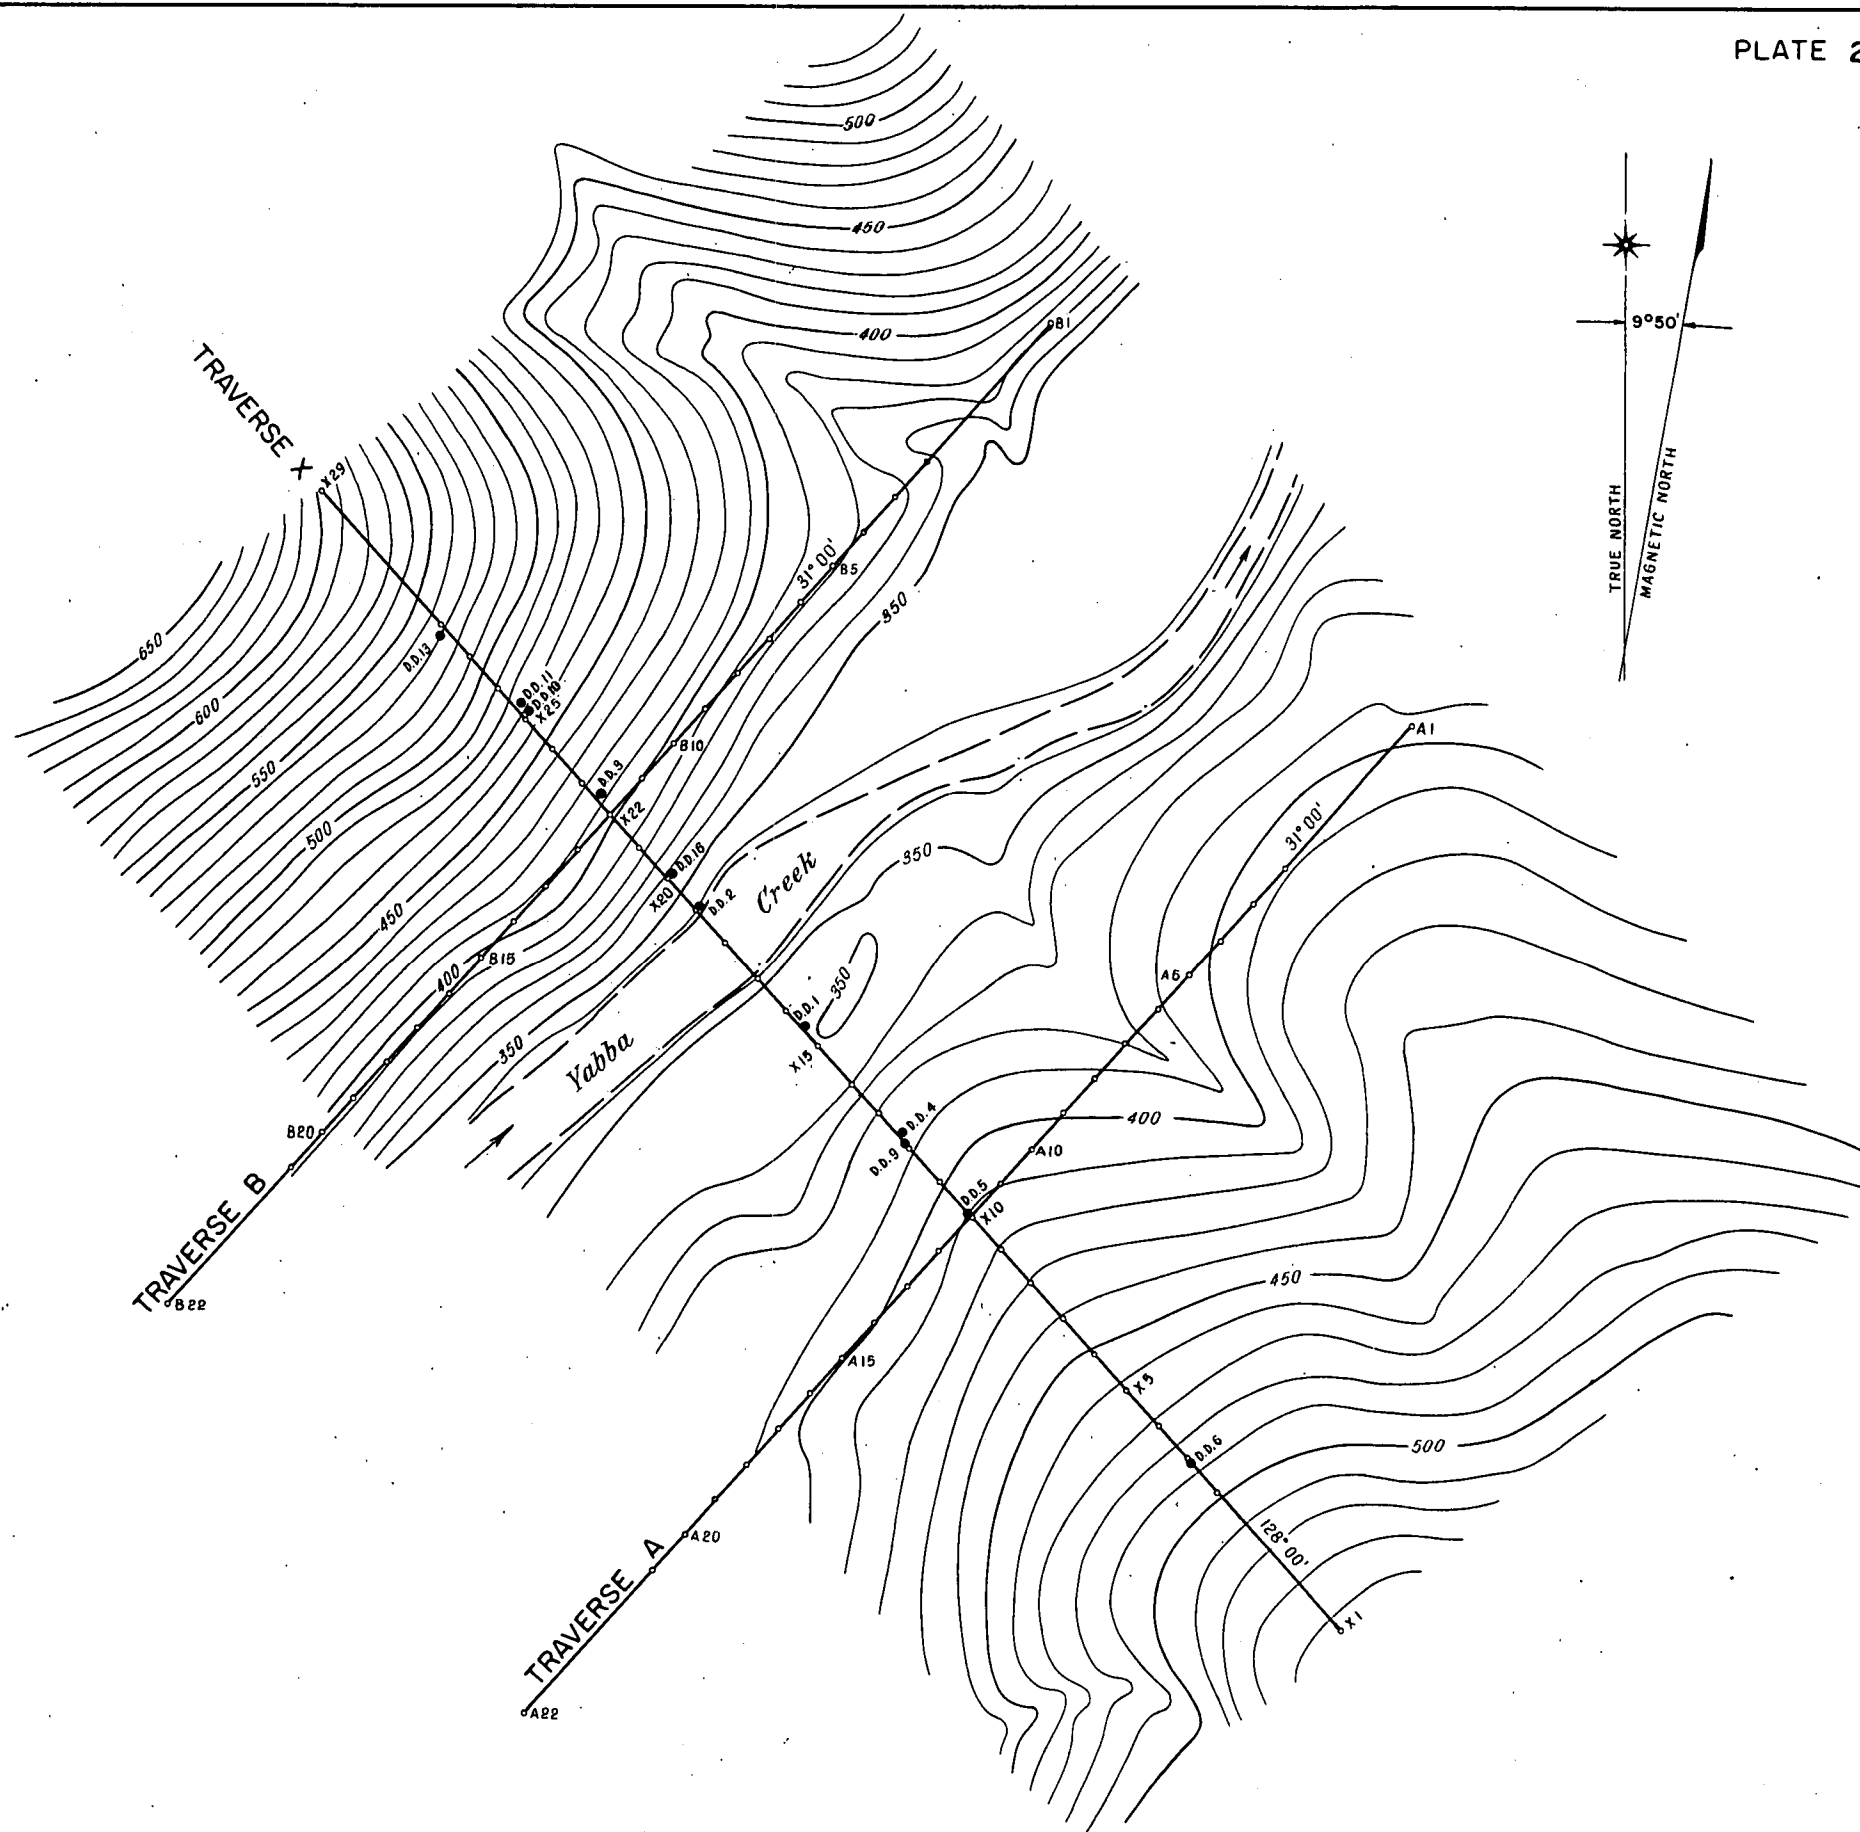 PLATE 2
500
450
400
B1
9°50'
TRUE NORTH
MAGNETIC NORTH
TRAVERSE X
X29
31°00'
B5
350
650
D.D.13
D.D.11
D.D.10
X25
600
B10
D.D.3
X22
550
500
D.D.16
X20
D.D.2
Creek
350
A1
31°00'
450
B15
400
350
D.D.1
350
A6
Yabba
X15
B20
D.D.4
D.D.9
400
A10
TRAVERSE B
B22
D.D.5
X10
450
A15
X5
500
D.D.6
128°00'
A20
TRAVERSE A
X1
A22